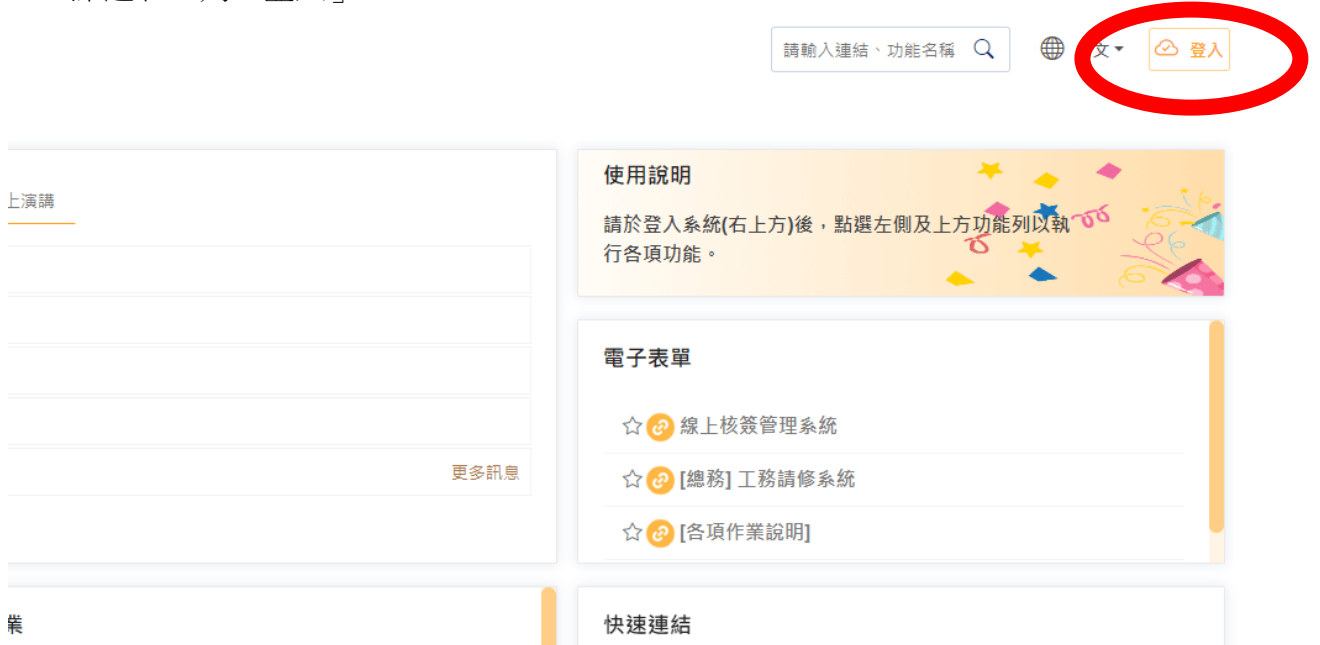 請輸入連結、功能名稱
文
登入
上演講
使用說明
請於登入系統(右上方)後，點選左側及上方功能列以執
行各項功能。
電子表單
線上核簽管理系統
更多訊息
[總務] 工務請修系統
[各項作業說明]
業
快速連結